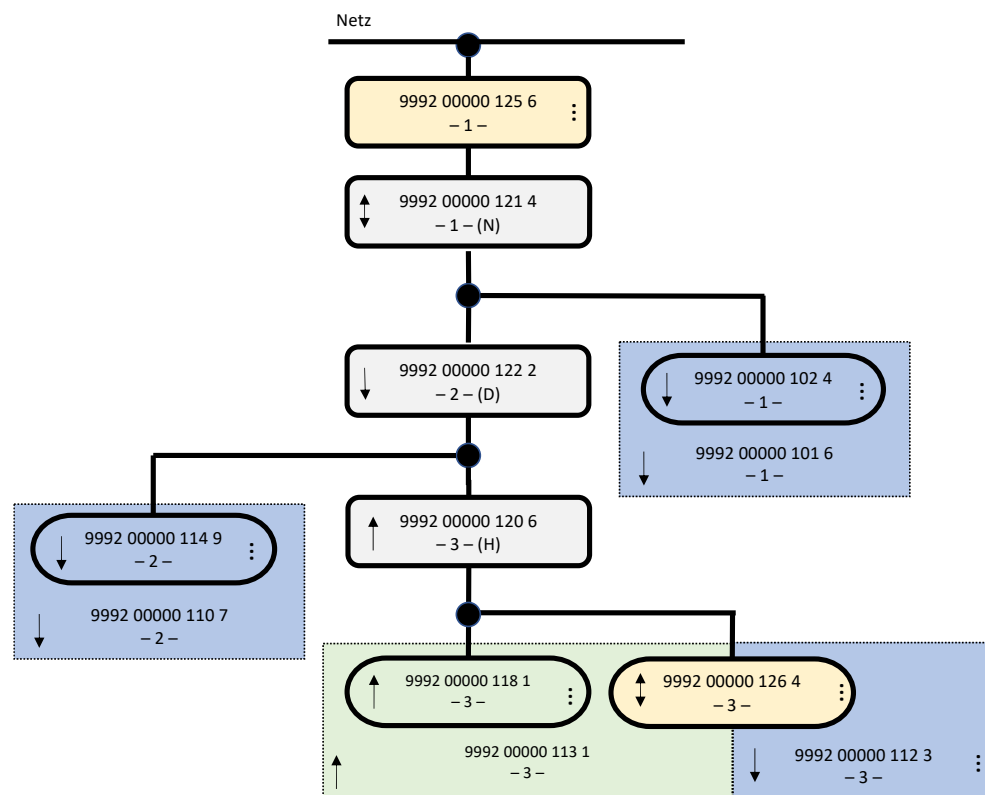 Netz
9992 00000 125 6
– 1 –
9992 00000 121 4
– 1 – (N)
9992 00000 122 2
– 2 – (D)
9992 00000 102 4
– 1 –
9992 00000 101 6
– 1 –
9992 00000 114 9
– 2 –
9992 00000 110 7
– 2 –
9992 00000 120 6
– 3 – (H)
9992 00000 118 1
– 3 –
9992 00000 126 4
– 3 –
9992 00000 113 1
– 3 –
9992 00000 112 3
– 3 –